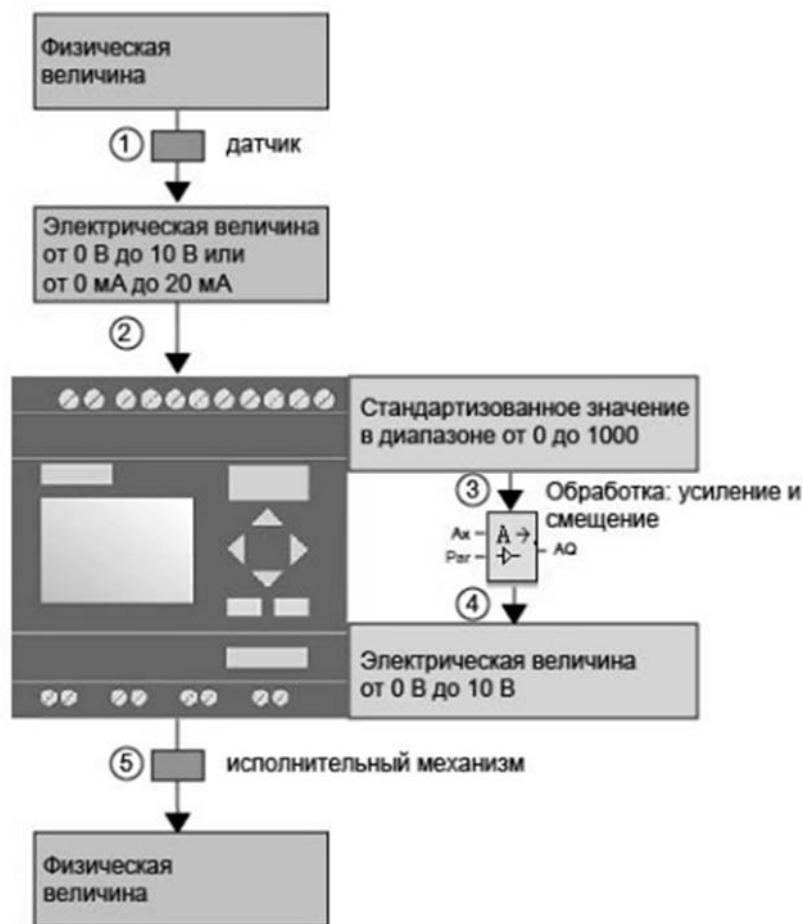 Физическая
величина
1
датчик
Электрическая величина
от 0 В до 10 В или
от 0 мА до 20 мА
2
Стандартизованное значение
в диапазоне от 0 до 1000
3
Обработка: усиление и
смещение
Ax
A→
Par
AQ
4
Электрическая величина
от 0 В до 10 В
5
исполнительный механизм
Физическая
величина